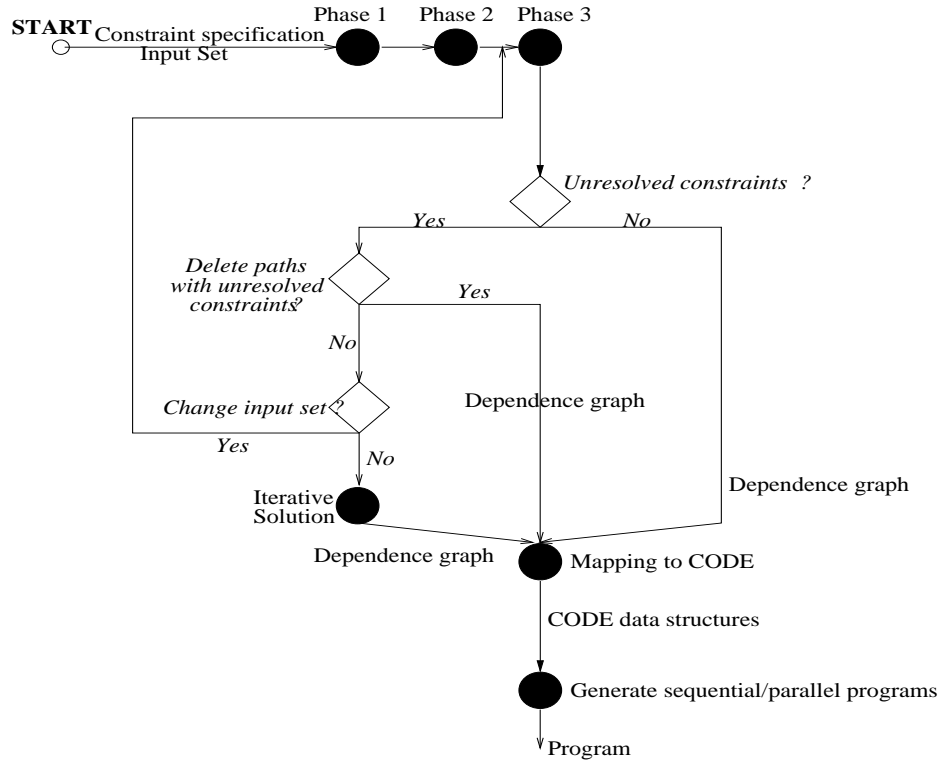 Phase 1
Phase 2
Phase 3
START
Constraint specification
Input Set
Unresolved constraints ?
Yes
No
Delete paths
with unresolved
constraints?
Yes
No
Change input set ?
Dependence graph
Yes
No
Iterative
Solution
Dependence graph
Dependence graph
Mapping to CODE
CODE data structures
Generate sequential/parallel programs
Program